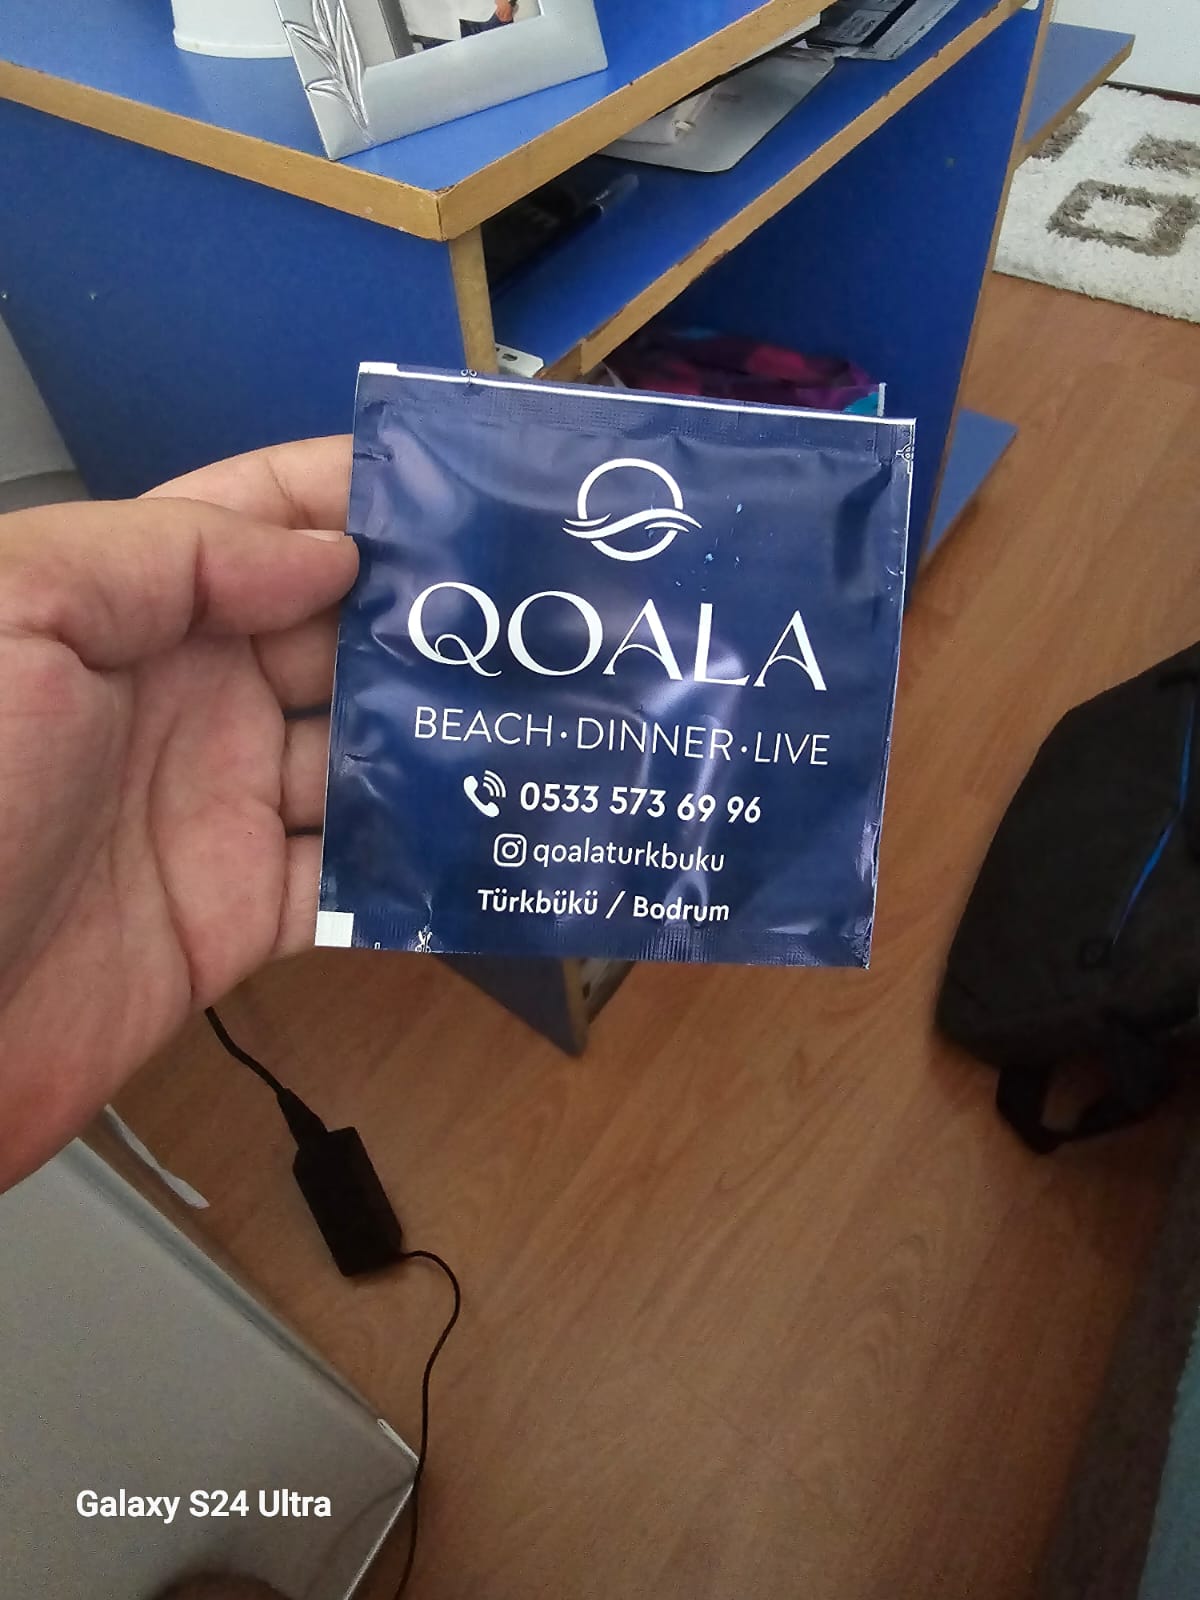 QOALA
BEACH·DINNER·LIVE
0533 573 69 96
qoalaturkbuku
Türkbükü / Bodrum
Galaxy S24 Ultra